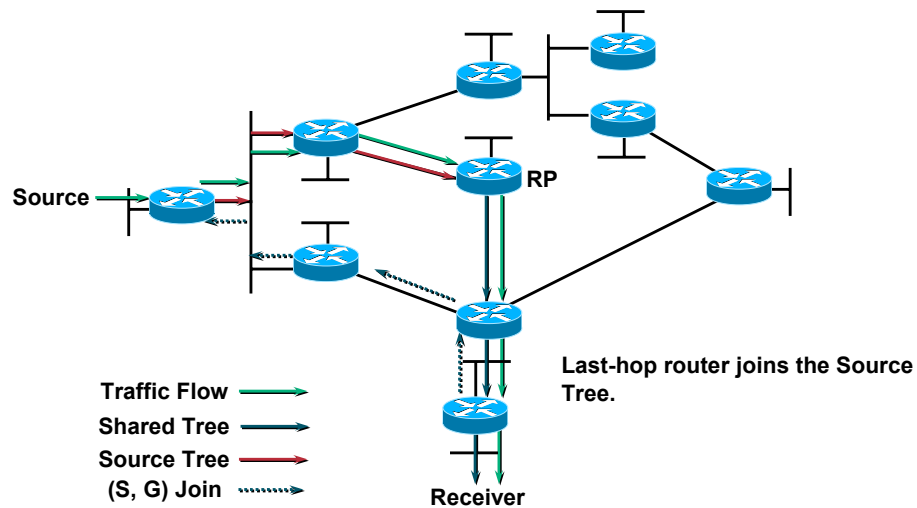 RP
Source
Last-hop router joins the Source
Tree.
Traffic Flow
Shared Tree
Source Tree
(S, G) Join
Receiver